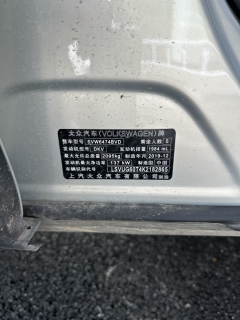 大众汽车(VOLKSWAGEN)牌
整车型号 SVW6474BVD 乘坐人数 5
发动机型号 DKV 发动机排量 1984 mL
最大允许总质量 2095kg 制造年月 2019-12
发动机最大净功率 137 kW 制造国 中国
车辆识别代号 LSVUG60T4K2182865
上汽大众汽车有限公司 制造